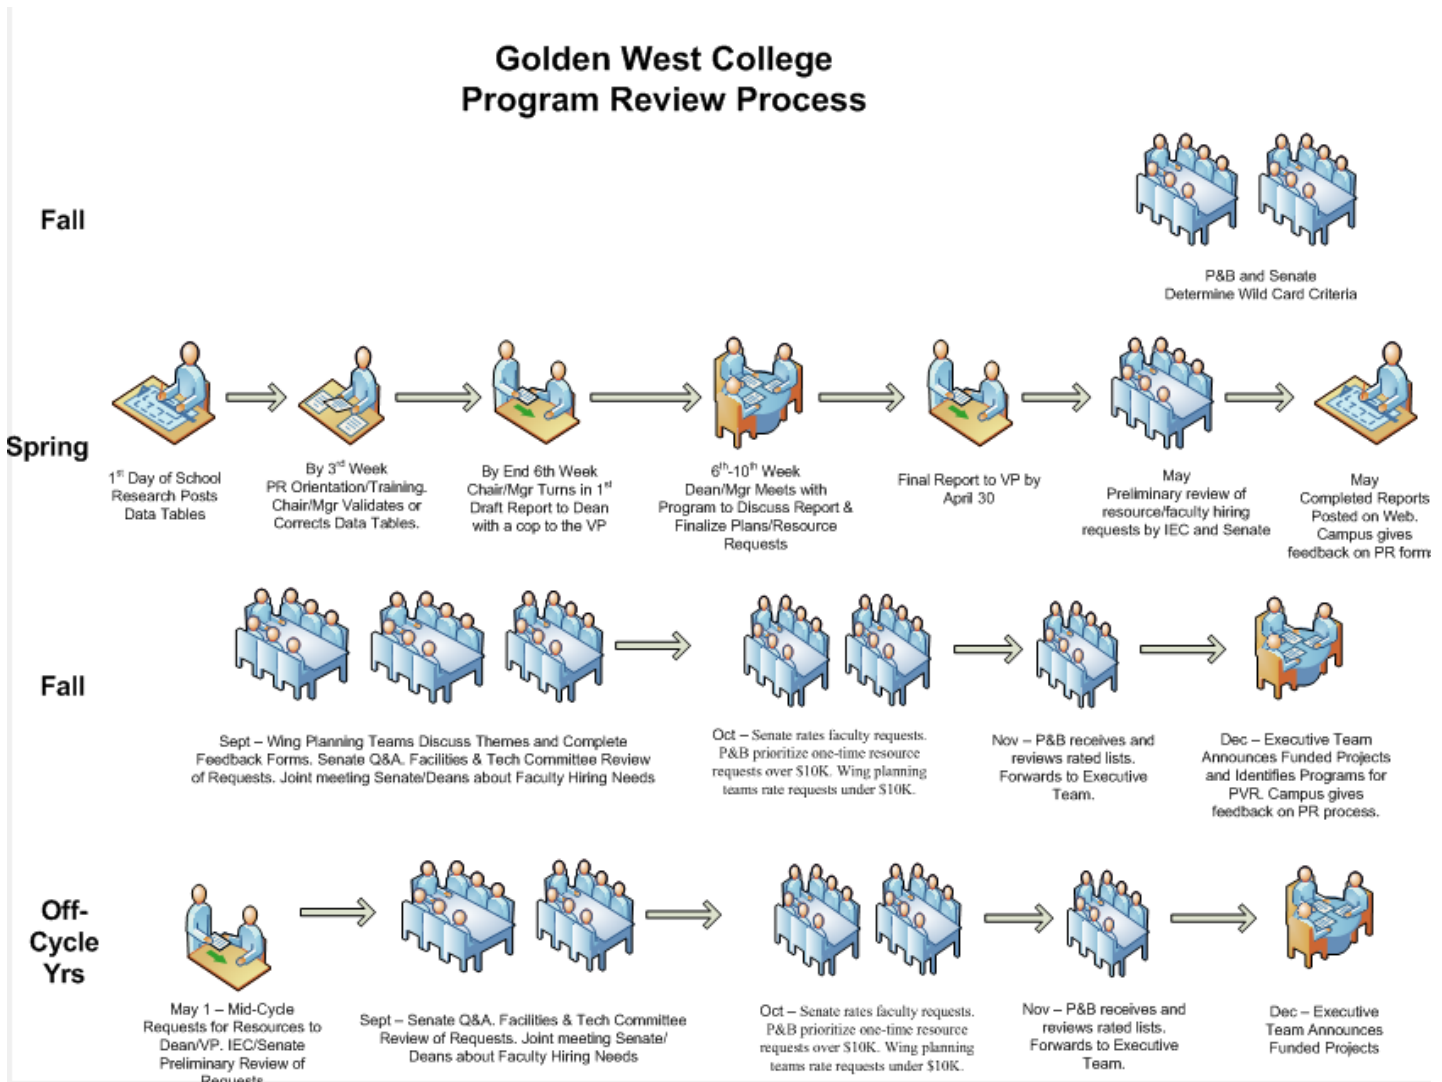 Golden West College
Program Review Process
Fall
P&B and Senate
Determine Wild Card Criteria
Spring
1st Day of School
Research Posts
Data Tables
By 3rd Week
PR Orientation/Training.
Chair/Mgr Validates or
Corrects Data Tables.
By End 6th Week
Chair/Mgr Turns in 1st
Draft Report to Dean
with a cop to the VP
6th-10th Week
Dean/Mgr Meets with
Program to Discuss Report &
Finalize Plans/Resource
Requests
Final Report to VP by
April 30
May
Preliminary review of
resource/faculty hiring
requests by IEC and Senate
May
Completed Reports
Posted on Web.
Campus gives
feedback on PR form
Fall
Sept – Wing Planning Teams Discuss Themes and Complete
Feedback Forms. Senate Q&A. Facilities & Tech Committee Review
of Requests. Joint meeting Senate/Deans about Faculty Hiring Needs
Oct – Senate rates faculty requests.
P&B prioritize one-time resource
requests over $10K. Wing planning
teams rate requests under $10K.
Nov – P&B receives and
reviews rated lists.
Forwards to Executive
Team.
Dec – Executive Team
Announces Funded Projects
and Identifies Programs for
PVR. Campus gives
feedback on PR process.
Off-
Cycle
Yrs
May 1 – Mid-Cycle
Requests for Resources to
Dean/VP. IEC/Senate
Preliminary Review of
Requests
Sept – Senate Q&A. Facilities & Tech Committee
Review of Requests. Joint meeting Senate/
Deans about Faculty Hiring Needs
Oct – Senate rates faculty requests.
P&B prioritize one-time resource
requests over $10K. Wing planning
teams rate requests under $10K.
Nov – P&B receives and
reviews rated lists.
Forwards to Executive
Team.
Dec – Executive
Team Announces
Funded Projects